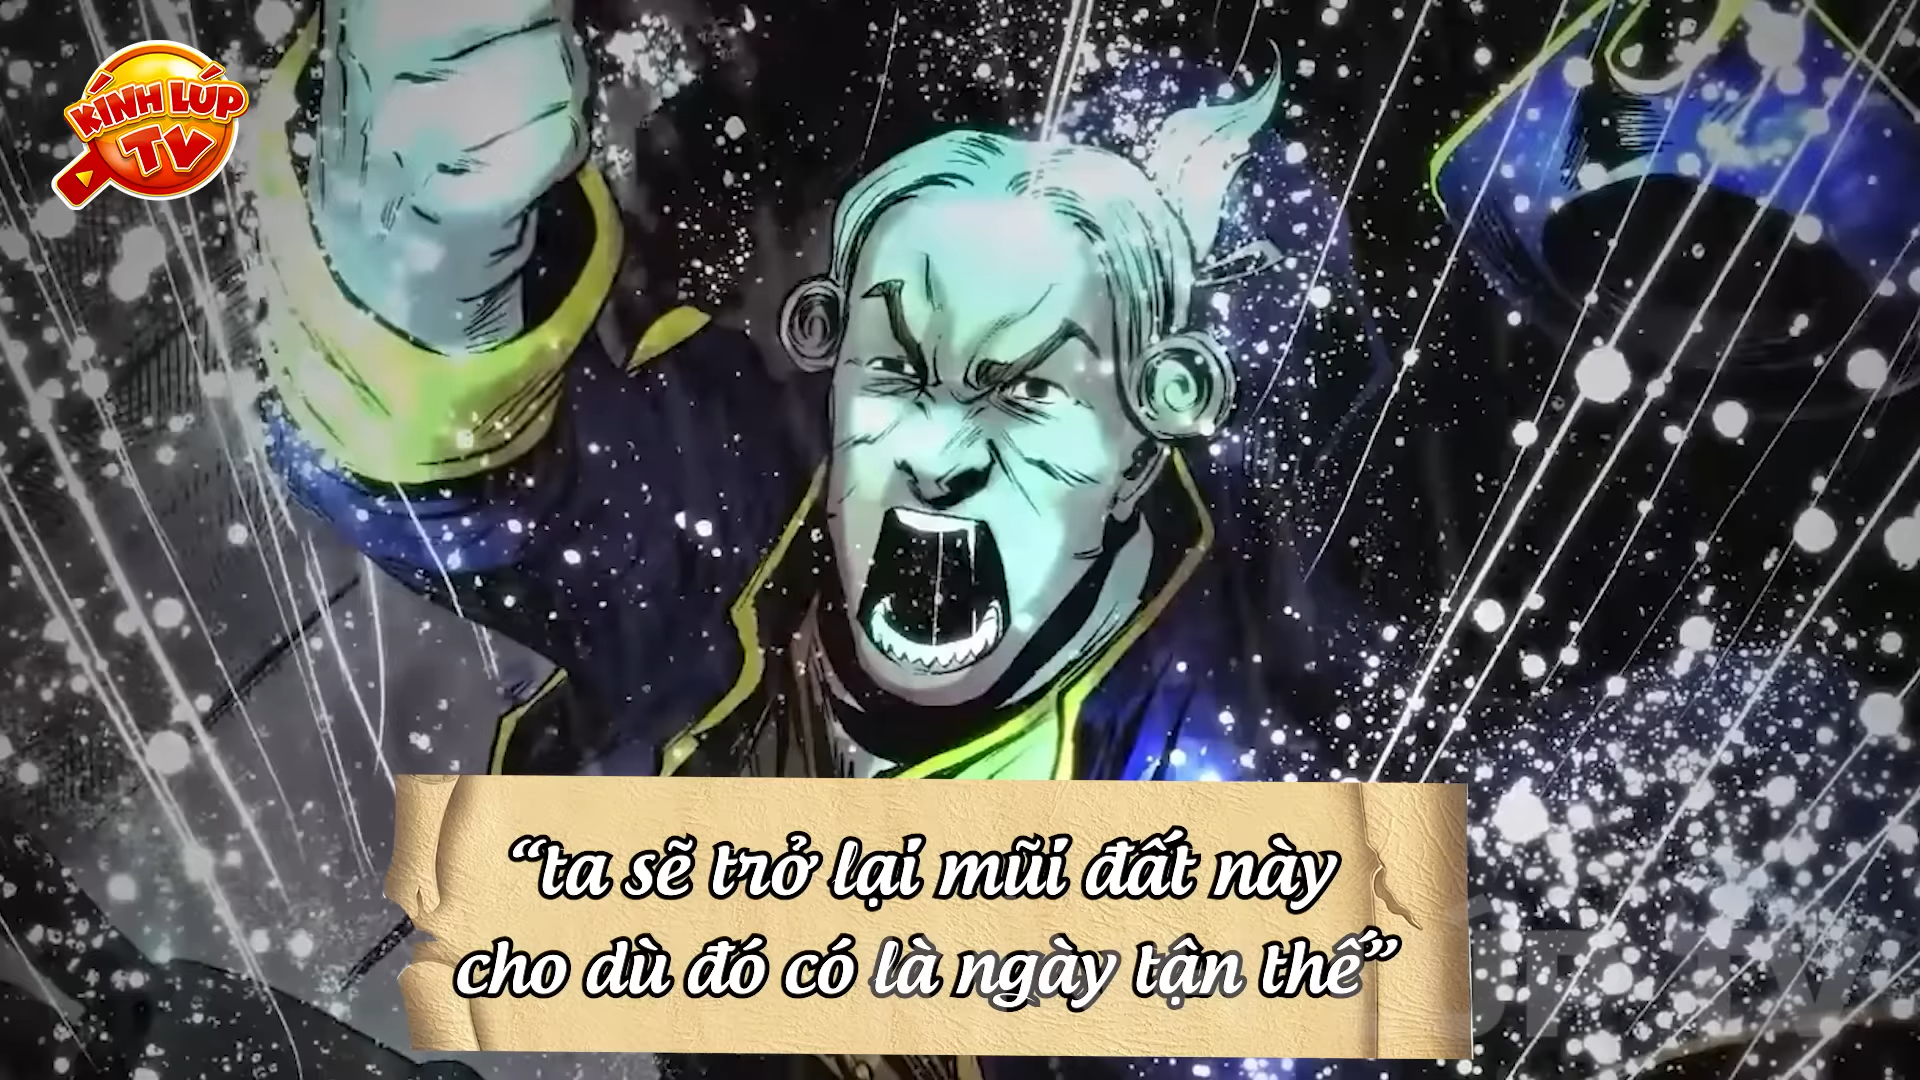 KÍNH LÚP
TV
“ta sẽ trở lại mũi đất này
cho dù đó có là ngày tận thế”